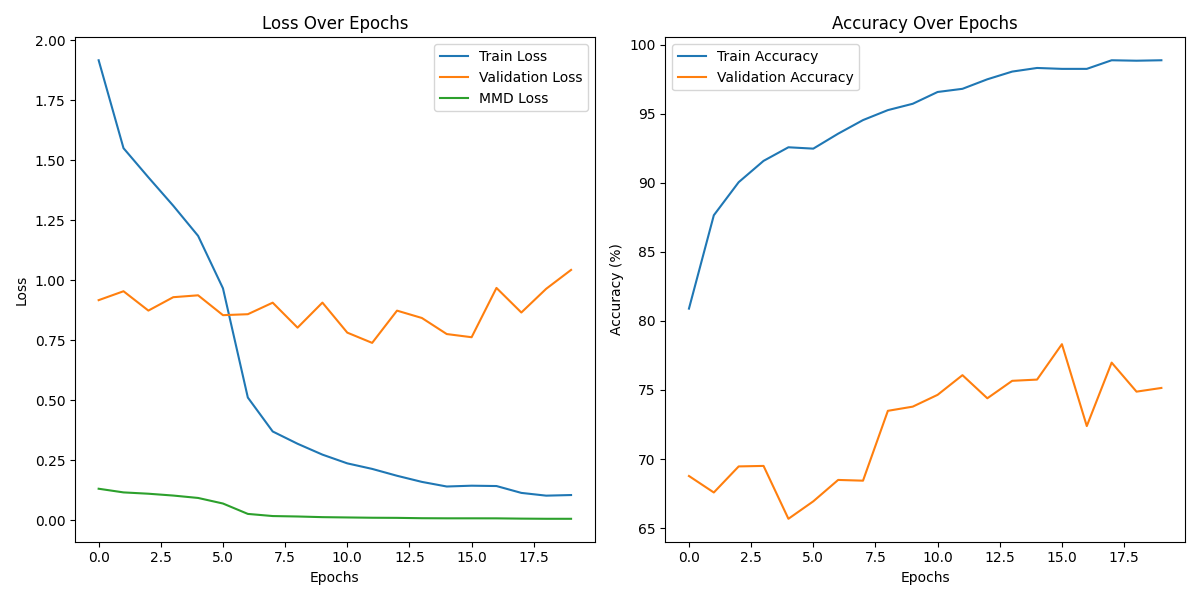 Loss Over Epochs
2.00
1.75
1.50
1.25
1.00
0.75
0.50
0.25
0.00
Loss
Train Loss
Validation Loss
MMD Loss
0.0 2.5 5.0 7.5 10.0 12.5 15.0 17.5
Epochs
Accuracy Over Epochs
100
95
90
85
80
75
70
65
Accuracy (%)
Train Accuracy
Validation Accuracy
0.0 2.5 5.0 7.5 10.0 12.5 15.0 17.5
Epochs